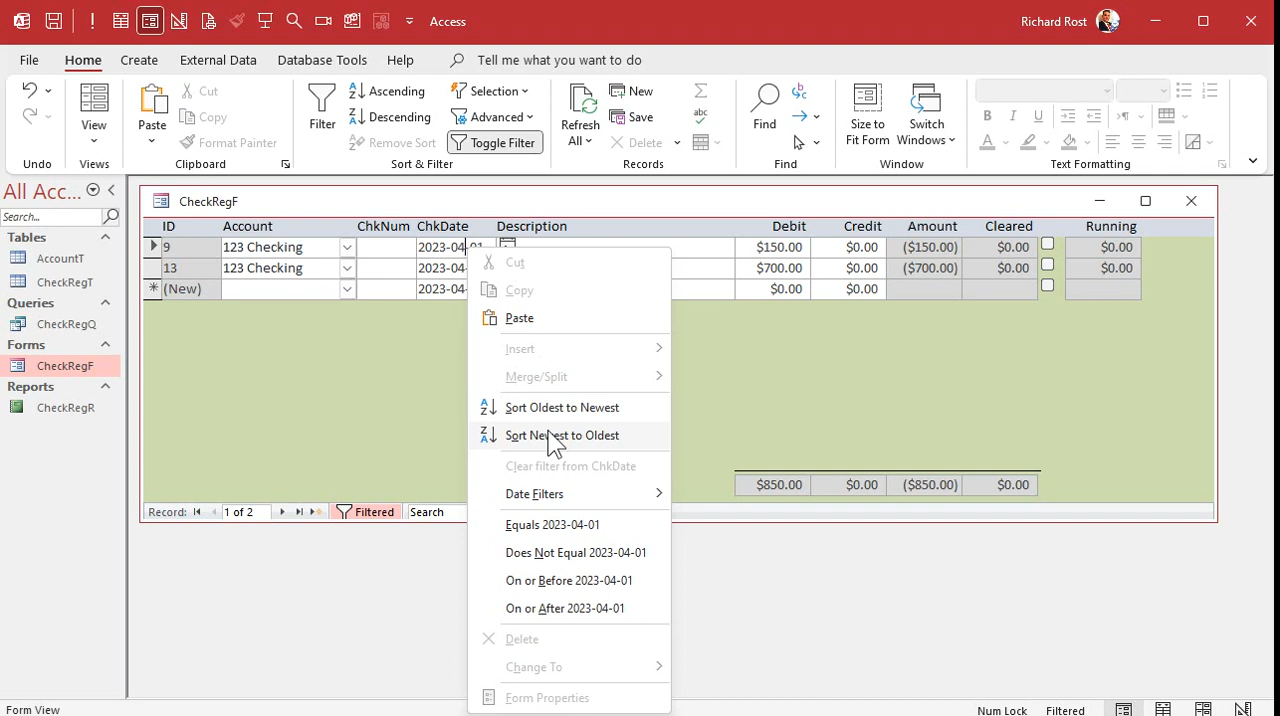 Access
Richard Rost
File Home Create External Data Database Tools Help Tell me what you want to do
Undo
View
Views
Paste
Cut
Copy
Format Painter
Clipboard
Filter
Ascending
Descending
Remove
Selection
Advanced
Toggle Filter
Sort & Filter
Refresh
All
New
Save
Delete
Records
Find
Find
Size to
Fit Form
Switch
Windows
Window
B I U
Text Formatting
All Acc...
Search...
Tables
AccountT
CheckRegT
Queries
CheckRegQ
Forms
CheckRegF
Reports
CheckRegR
CheckRegF
ID Account ChkNum ChkDate Description Debit Credit Amount Cleared Running
9 123 Checking 2023-04-01 $150.00 $0.00 ($150.00) $0.00 $0.00
13 123 Checking 2023-04- $700.00 $0.00 ($700.00) $0.00 $0.00
(New) 2023-04- $0.00 $0.00
Cut
Copy
Paste
Insert
Merge/Split
Sort Oldest to Newest
Sort Newest to Oldest
Clear filter from ChkDate
Date Filters
Equals 2023-04-01
Does Not Equal 2023-04-01
On or Before 2023-04-01
On or After 2023-04-01
Delete
Change To
Form Properties
$850.00 $0.00 ($850.00) $0.00
Record: 1 of 2 Filtered Search
Form View Num Lock Filtered